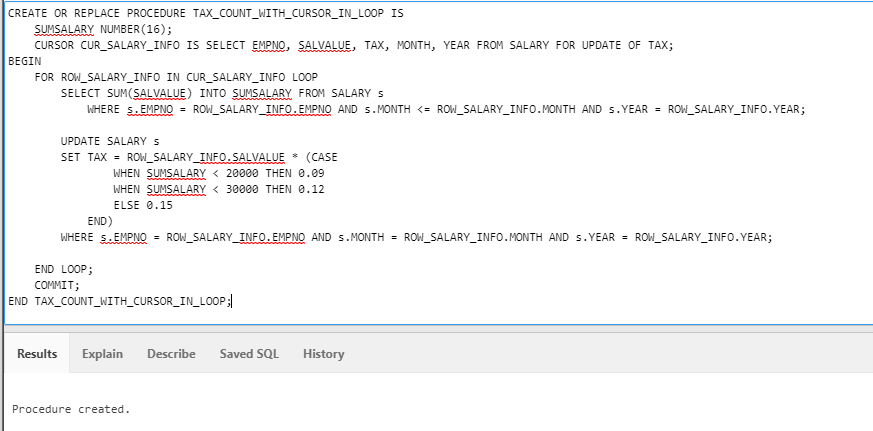 CREATE OR REPLACE PROCEDURE TAX_COUNT_WITH_CURSOR_IN_LOOP IS
SUMSALARY NUMBER(16);
CURSOR CUR_SALARY_INFO IS SELECT EMPNO, SALVALUE, TAX, MONTH, YEAR FROM SALARY FOR UPDATE OF TAX;
BEGIN
FOR ROW_SALARY_INFO IN CUR_SALARY_INFO LOOP
SELECT SUM(SALVALUE) INTO SUMSALARY FROM SALARY s
WHERE s.EMPNO = ROW_SALARY_INFO.EMPNO AND s.MONTH <= ROW_SALARY_INFO.MONTH AND s.YEAR = ROW_SALARY_INFO.YEAR;
UPDATE SALARY s
SET TAX = ROW_SALARY_INFO.SALVALUE * (CASE
WHEN SUMSALARY < 20000 THEN 0.09
WHEN SUMSALARY < 30000 THEN 0.12
ELSE 0.15
END)
WHERE s.EMPNO = ROW_SALARY_INFO.EMPNO AND s.MONTH = ROW_SALARY_INFO.MONTH AND s.YEAR = ROW_SALARY_INFO.YEAR;
END LOOP;
COMMIT;
END TAX_COUNT_WITH_CURSOR_IN_LOOP;
Results Explain Describe Saved SQL History
Procedure created.